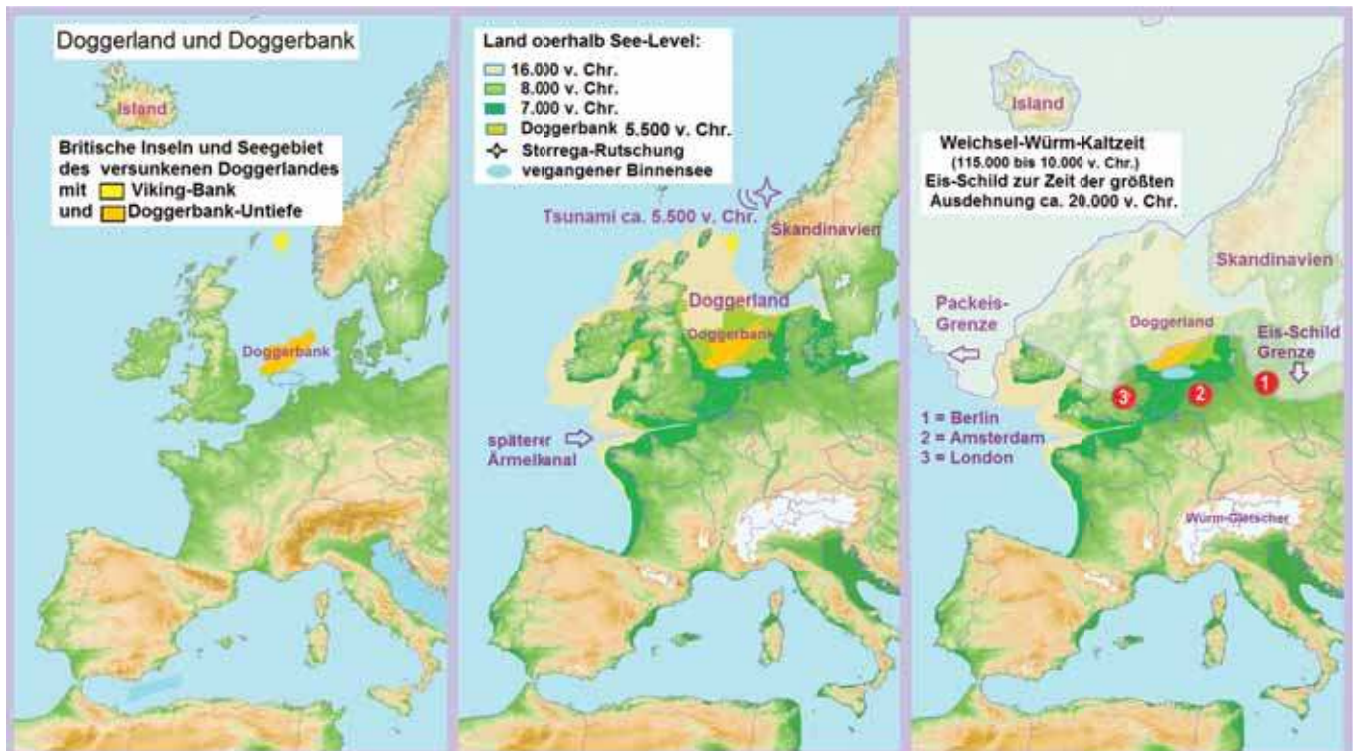 Doggerland und Doggerbank
Island
Britische Inseln und Seegebiet
des versunkenen Doggerlandes
mit Viking-Bank
und Doggerbank-Untiefe
Doggerbank
Land oberhalb See-Level:
16.000 v. Chr.
8.000 v. Chr.
7.000 v. Chr.
Doggerbank 5.500 v. Chr.
Storrega-Rutschung
vergangener Binnensee
Tsunami ca. 5.500 v. Chr.
Skandinavien
Doggerland
Doggerbank
späterer
Ärmelkanal
Island
Weichsel-Würm-Kaltzeit
(115.000 bis 10.000 v. Chr.)
Eis-Schild zur Zeit der größten
Ausdehnung ca. 20.000 v. Chr.
Skandinavien
Packeis-
Grenze
Doggerland
Eis-Schild
Grenze
1
2
3
1 = Berlin
2 = Amsterdam
3 = London
Würm-Gletscher